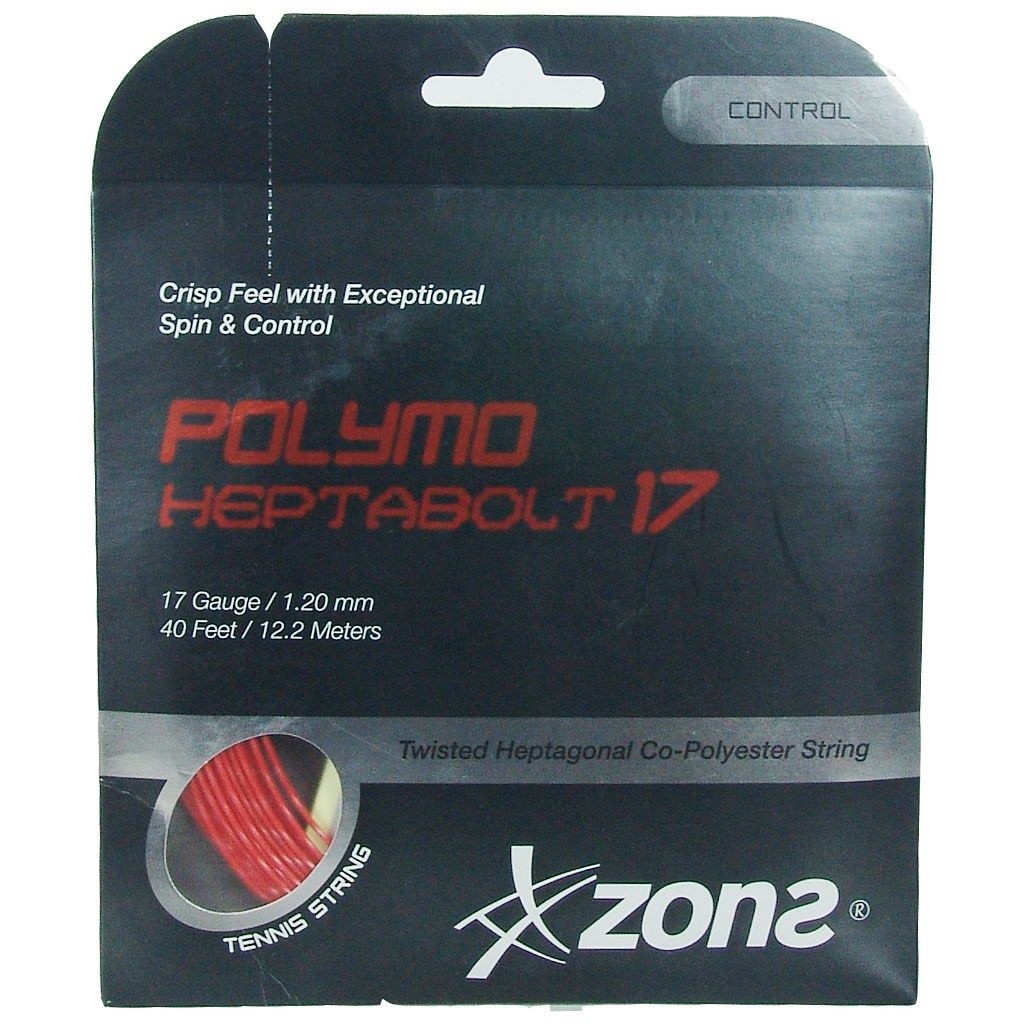 CONTROL
Crisp Feel with Exceptional
Spin & Control
POLYMO
HEPTABOLT 17
17 Gauge / 1.20 mm
40 Feet / 12.2 Meters
Twisted Heptagonal Co-Polyester String
TENNIS STRING
zons ®